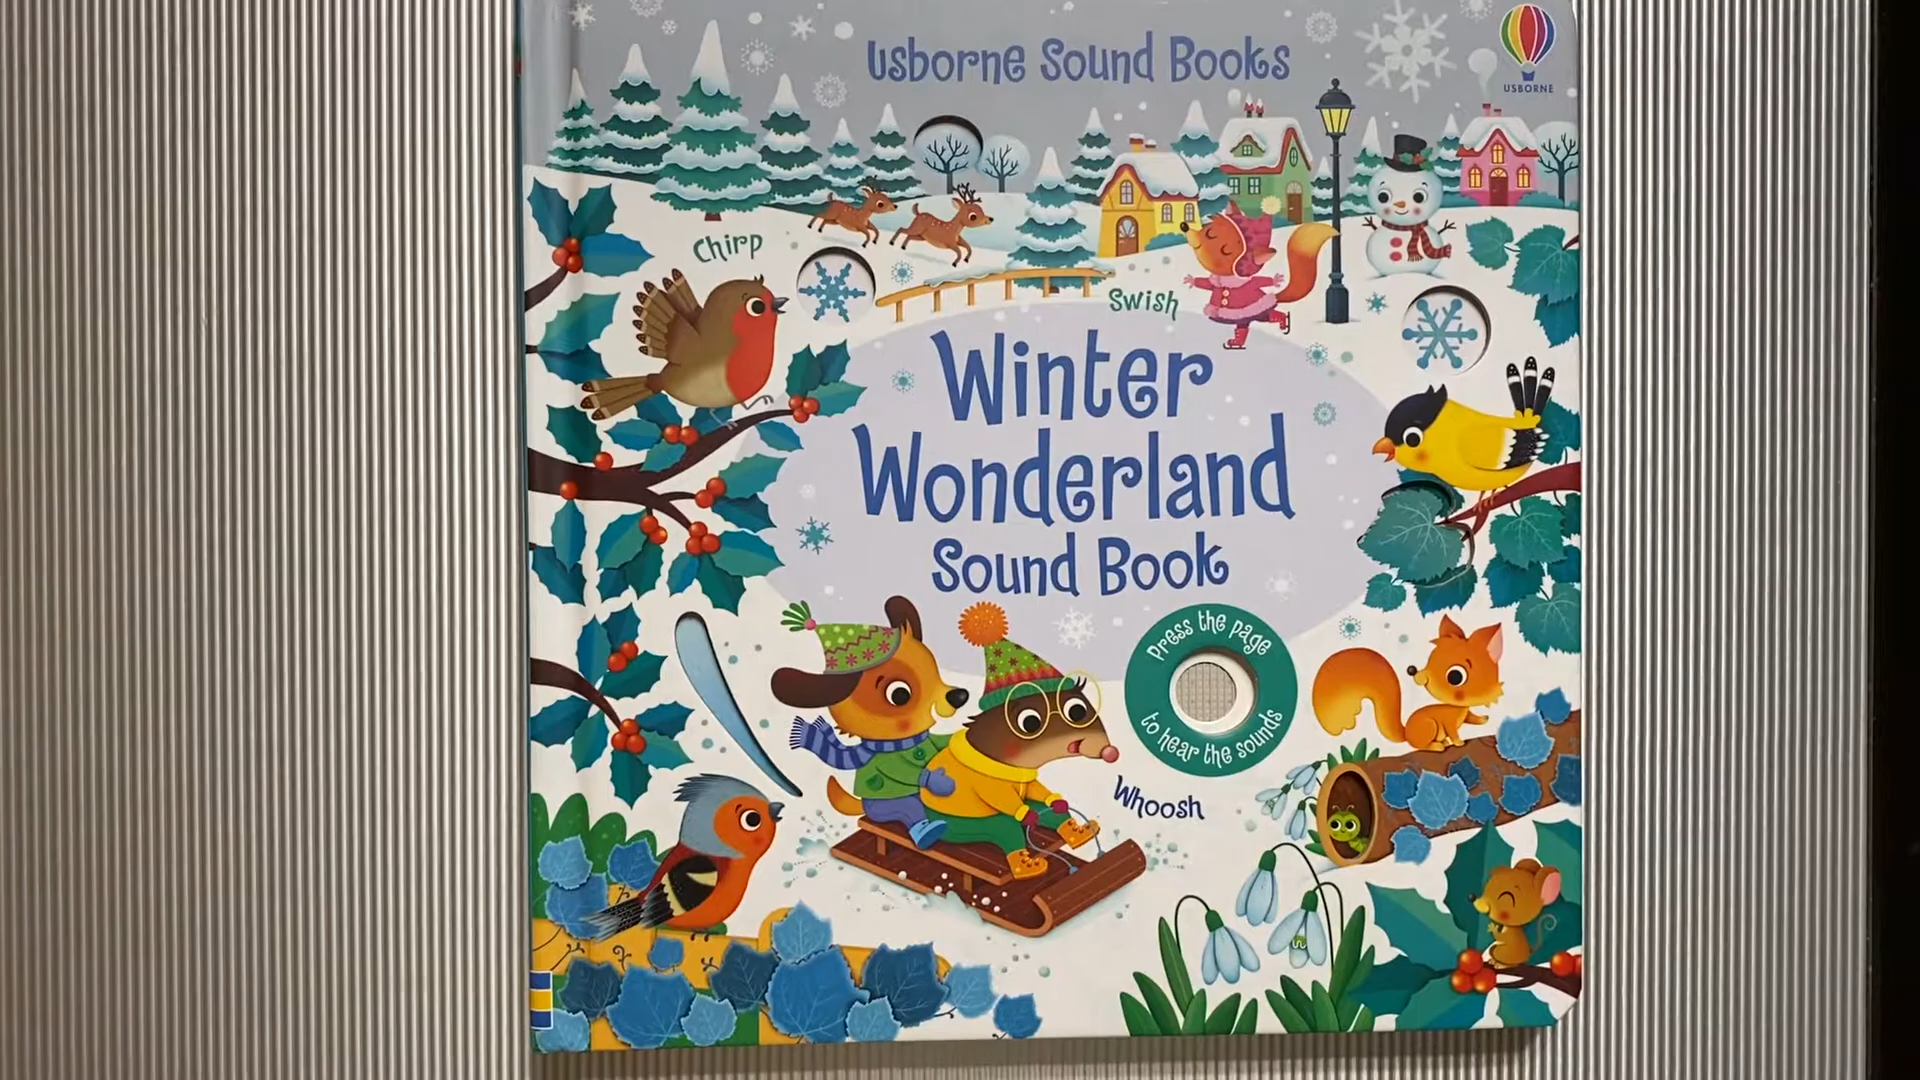 Usborne Sound Books
USBORNE
Chirp
Swish
Winter
Wonderland
Sound Book
Press the page
to hear the sounds
Whoosh